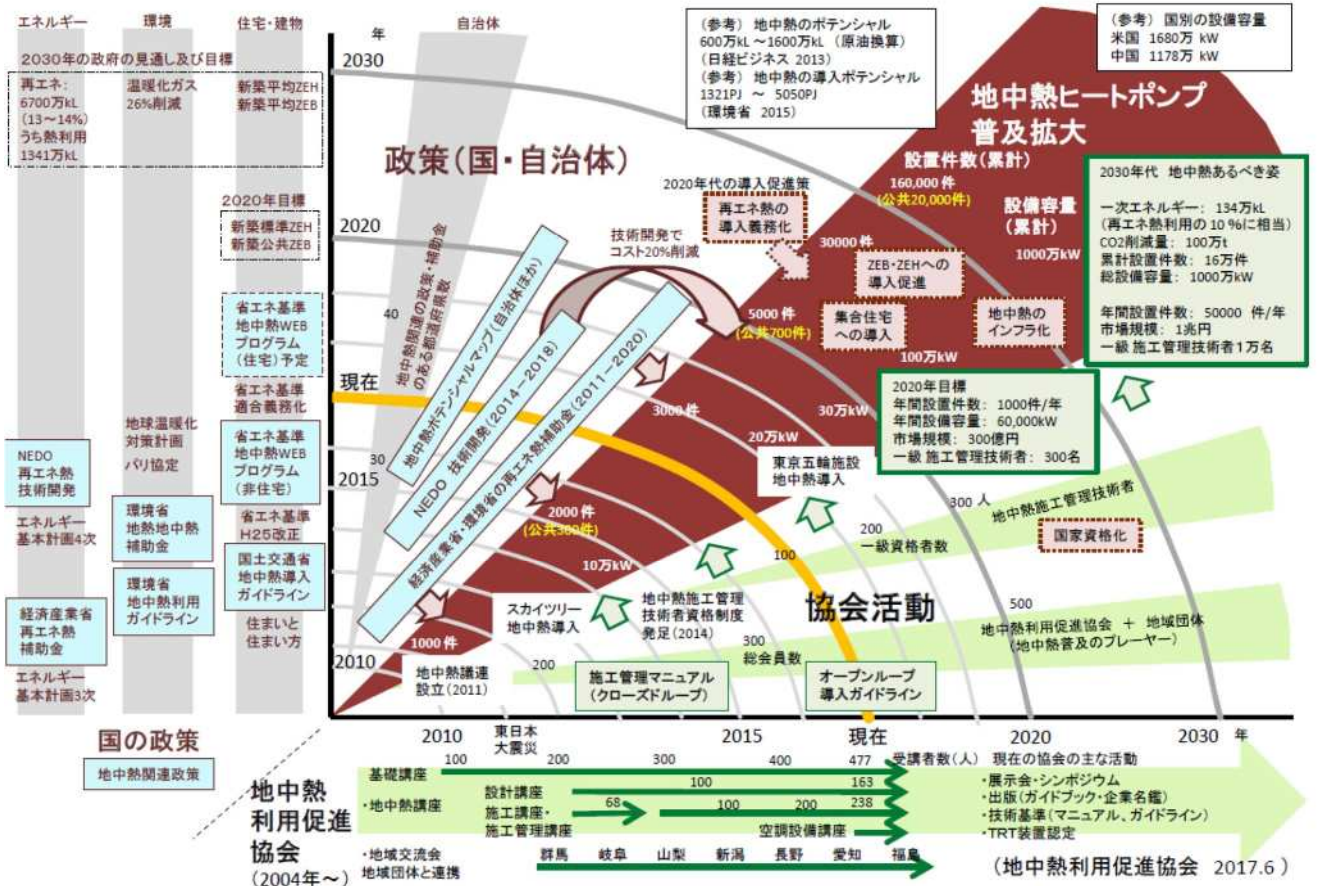 エネルギー
環境
住宅・建物
自治体
2030年の政府の見通し及び目標
再エネ:
6700万kL
(13~14%)
うち熱利用
1341万kL
温暖化ガス
26%削減
新築平均ZEH
新築平均ZEB
2020年目標
新築標準ZEH
新築公共ZEB
省エネ基準
地中熱WEB
プログラム
(住宅)予定
省エネ基準
適合義務化
地球温暖化
対策計画
パリ協定
省エネ基準
地中熱WEB
プログラム
(非住宅)
NEDO
再エネ熱
技術開発
エネルギー
基本計画4次
環境省
地熱地中熱
補助金
省エネ基準
H25改正
国土交通省
地中熱導入
ガイドライン
環境省
地中熱利用
ガイドライン
経済産業省
再エネ熱
補助金
住まいと
住まい方
エネルギー
基本計画3次
国の政策
地中熱関連政策
年
2030
2020
現在
2015
2010
40
30
政策(国・自治体)
地中熱関連の政策・補助金
のある都道府県数
地中熱ポテンシャルマップ(自治体ほか)
NEDO 技術開発(2014-2018)
経済産業省・環境省の再エネ熱補助金(2011-2020)
技術開発で
コスト20%削減
(参考) 地中熱のポテンシャル
600万kL ~1600万kL (原油換算)
(日経ビジネス 2013)
(参考) 地中熱の導入ポテンシャル
1321PJ ~ 5050PJ
(環境省 2015)
(参考) 国別の設備容量
米国 1680万 kW
中国 1178万 kW
地中熱ヒートポンプ
普及拡大
設置件数(累計)
160,000 件
(公共20,000件)
設備容量
(累計)
1000万kW
2020年代の導入促進策
再エネ熱の
導入義務化
30000 件
ZEB・ZEHへの
導入促進
集合住宅
への導入
地中熱の
インフラ化
5000 件
(公共700件)
100万kW
3000 件
30万kW
20万kW
2000 件
(公共300件)
10万kW
1000 件
2030年代 地中熱あるべき姿
一次エネルギー: 134万kL
(再エネ熱利用の 10 %に相当)
CO2削減量: 100万t
累計設置件数: 16万件
総設備容量: 1000万kW
年間設置件数: 50000 件/年
市場規模: 1兆円
一級 施工管理技術者1万名
2020年目標
年間設置件数: 1000件/年
年間設備容量: 60,000kW
市場規模: 300億円
一級 施工管理技術者: 300名
東京五輪施設
地中熱導入
スカイツリー
地中熱導入
地中熱施工管理
技術者資格制度
発足(2014)
地中熱議連
設立(2011)
100
200
300 人
一級資格者数
地中熱施工管理技術者
国家資格化
協会活動
200
300
総会員数
500
地中熱利用促進協会 + 地域団体
(地中熱普及のプレーヤー)
施工管理マニュアル
(クローズドループ)
オープンループ
導入ガイドライン
2010
東日本
大震災
2015
現在
2020
2030
年
地中熱
利用促進
協会
(2004年~)
100
200
300
400
477
受講者数(人)
基礎講座
・地中熱講座
設計講座
100
163
施工講座・
施工管理講座
68
100
200
238
空調設備講座
・地域交流会
地域団体と連携
群馬
岐阜
山梨
新潟
長野
愛知
福島
現在の協会の主な活動
・展示会・シンポジウム
・出版(ガイドブック・企業名鑑)
・技術基準(マニュアル、ガイドライン)
・TRT装置認定
(地中熱利用促進協会 2017.6 )